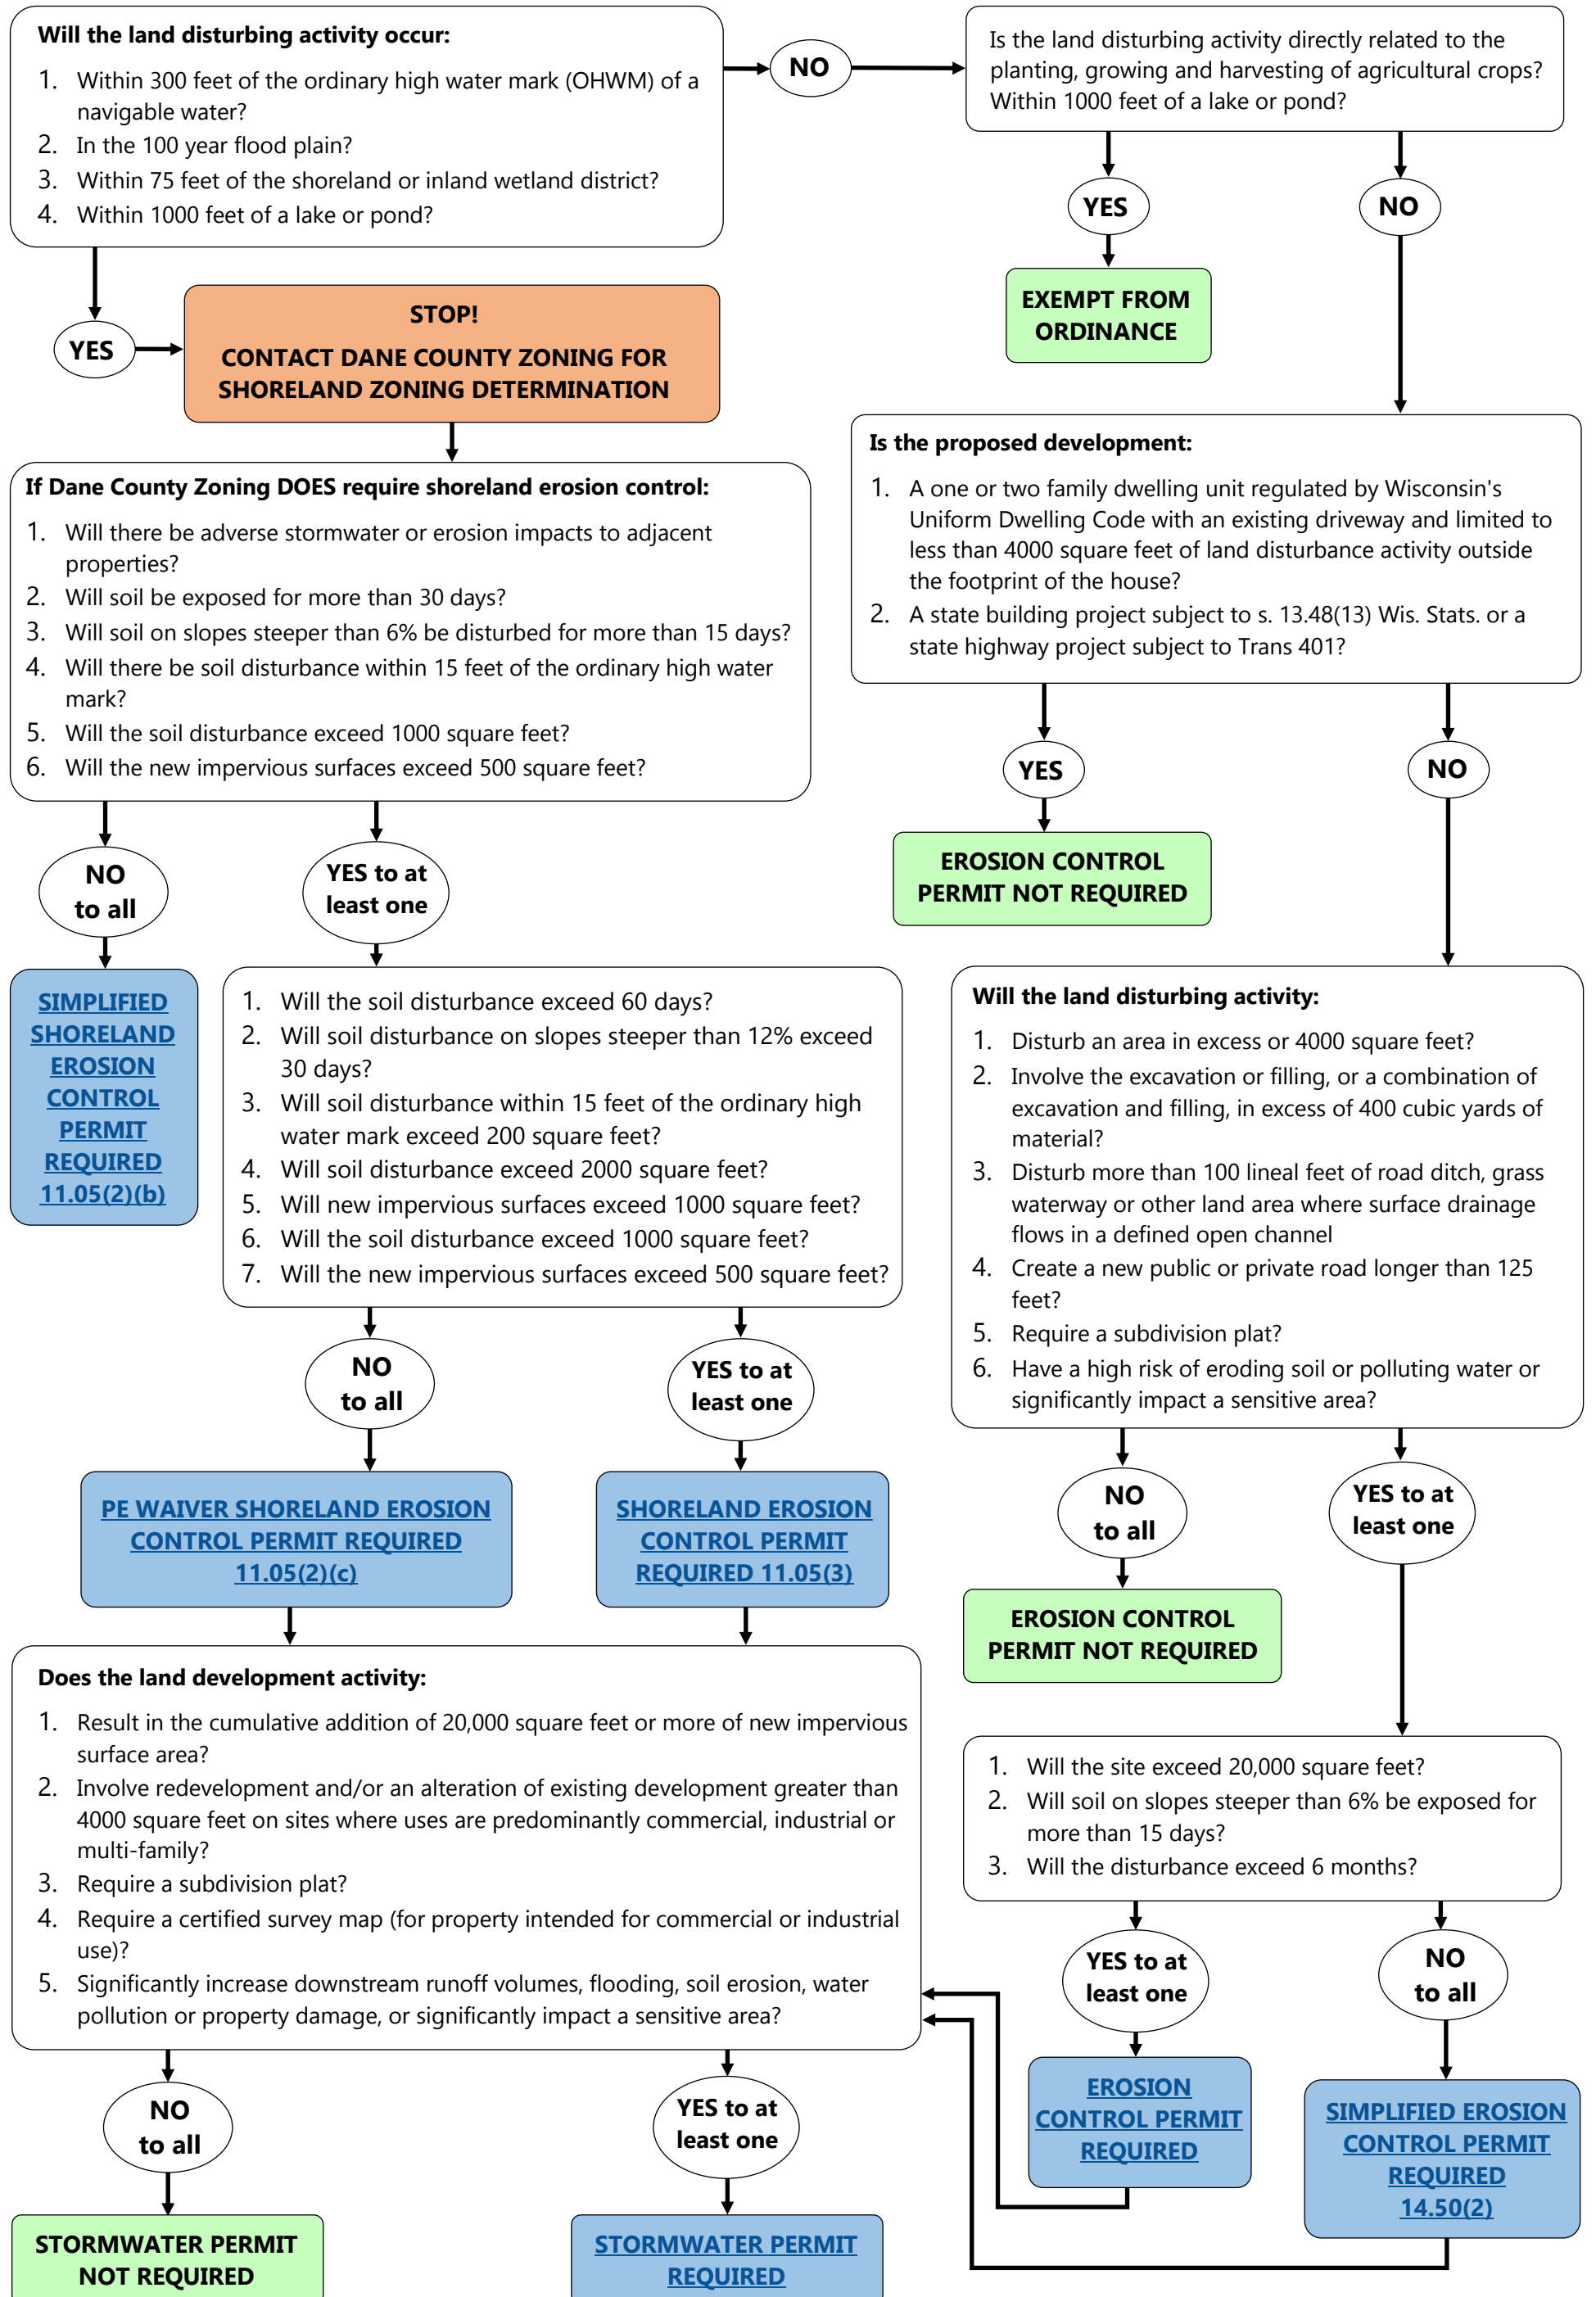 Will the land disturbing activity occur:
1. Within 300 feet of the ordinary high water mark (OHWM) of a
navigable water?
2. In the 100 year flood plain?
3. Within 75 feet of the shoreland or inland wetland district?
4. Within 1000 feet of a lake or pond?
NO
Is the land disturbing activity directly related to the
planting, growing and harvesting of agricultural crops?
Within 1000 feet of a lake or pond?
YES
NO
EXEMPT FROM
ORDINANCE
YES
STOP!
CONTACT DANE COUNTY ZONING FOR
SHORELAND ZONING DETERMINATION
Is the proposed development:
1. A one or two family dwelling unit regulated by Wisconsin's
Uniform Dwelling Code with an existing driveway and limited to
less than 4000 square feet of land disturbance activity outside
the footprint of the house?
2. A state building project subject to s. 13.48(13) Wis. Stats. or a
state highway project subject to Trans 401?
If Dane County Zoning DOES require shoreland erosion control:
1. Will there be adverse stormwater or erosion impacts to adjacent
properties?
2. Will soil be exposed for more than 30 days?
3. Will soil on slopes steeper than 6% be disturbed for more than 15 days?
4. Will there be soil disturbance within 15 feet of the ordinary high water
mark?
5. Will the soil disturbance exceed 1000 square feet?
6. Will the new impervious surfaces exceed 500 square feet?
YES
NO
EROSION CONTROL
PERMIT NOT REQUIRED
NO
to all
YES to at
least one
SIMPLIFIED
SHORELAND
EROSION
CONTROL
PERMIT
REQUIRED
11.05(2)(b)
1. Will the soil disturbance exceed 60 days?
2. Will soil disturbance on slopes steeper than 12% exceed
30 days?
3. Will soil disturbance within 15 feet of the ordinary high
water mark exceed 200 square feet?
4. Will soil disturbance exceed 2000 square feet?
5. Will new impervious surfaces exceed 1000 square feet?
6. Will the soil disturbance exceed 1000 square feet?
7. Will the new impervious surfaces exceed 500 square feet?
Will the land disturbing activity:
1. Disturb an area in excess or 4000 square feet?
2. Involve the excavation or filling, or a combination of
excavation and filling, in excess of 400 cubic yards of
material?
3. Disturb more than 100 lineal feet of road ditch, grass
waterway or other land area where surface drainage
flows in a defined open channel
4. Create a new public or private road longer than 125
feet?
5. Require a subdivision plat?
6. Have a high risk of eroding soil or polluting water or
significantly impact a sensitive area?
NO
to all
YES to at
least one
PE WAIVER SHORELAND EROSION
CONTROL PERMIT REQUIRED
11.05(2)(c)
SHORELAND EROSION
CONTROL PERMIT
REQUIRED 11.05(3)
NO
to all
YES to at
least one
EROSION CONTROL
PERMIT NOT REQUIRED
Does the land development activity:
1. Result in the cumulative addition of 20,000 square feet or more of new impervious
surface area?
2. Involve redevelopment and/or an alteration of existing development greater than
4000 square feet on sites where uses are predominantly commercial, industrial or
multi-family?
3. Require a subdivision plat?
4. Require a certified survey map (for property intended for commercial or industrial
use)?
5. Significantly increase downstream runoff volumes, flooding, soil erosion, water
pollution or property damage, or significantly impact a sensitive area?
1. Will the site exceed 20,000 square feet?
2. Will soil on slopes steeper than 6% be exposed for
more than 15 days?
3. Will the disturbance exceed 6 months?
YES to at
least one
NO
to all
EROSION
CONTROL PERMIT
REQUIRED
SIMPLIFIED EROSION
CONTROL PERMIT
REQUIRED
14.50(2)
NO
to all
YES to at
least one
STORMWATER PERMIT
NOT REQUIRED
STORMWATER PERMIT
REQUIRED